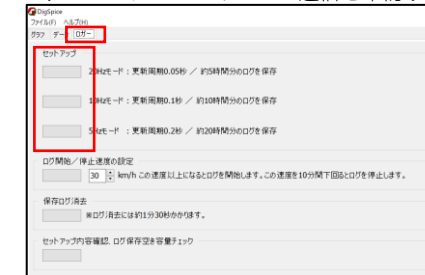 DigSpice
ファイル(F) ヘルプ(H)
グラフ データ ロガー
セットアップ
20Hzモード：更新周期0.05秒 ／ 約5時間分のログを保存
10Hzモード：更新周期0.1秒 ／ 約10時間分のログを保存
5Hzモード ：更新周期0.2秒 ／ 約20時間分のログを保存
ログ開始／停止速度の設定
30 km/h この速度以上になるとログを開始します。この速度を10分間下回るとログを停止します。
保存ログ消去
※ログ消去には約1分30秒かかります。
セットアップ内容確認、ログ保存空き容量チェック